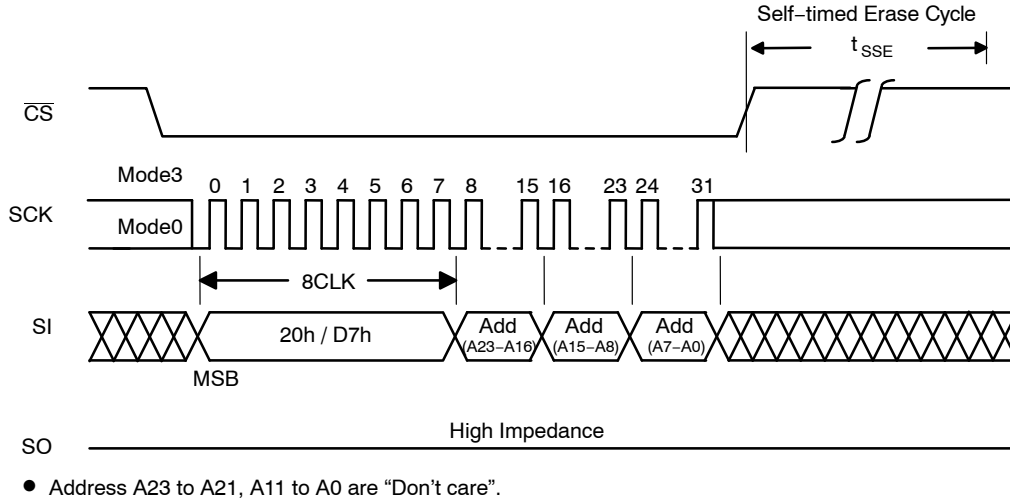 Self−timed Erase Cycle
t SSE
CS
Mode3
0 1 2 3 4 5 6 7 8 15 16 23 24 31
SCK
Mode0
8CLK
SI
20h / D7h
Add
(A23−A16)
Add
(A15−A8)
Add
(A7−A0)
MSB
High Impedance
SO
● Address A23 to A21, A11 to A0 are “Don’t care”.